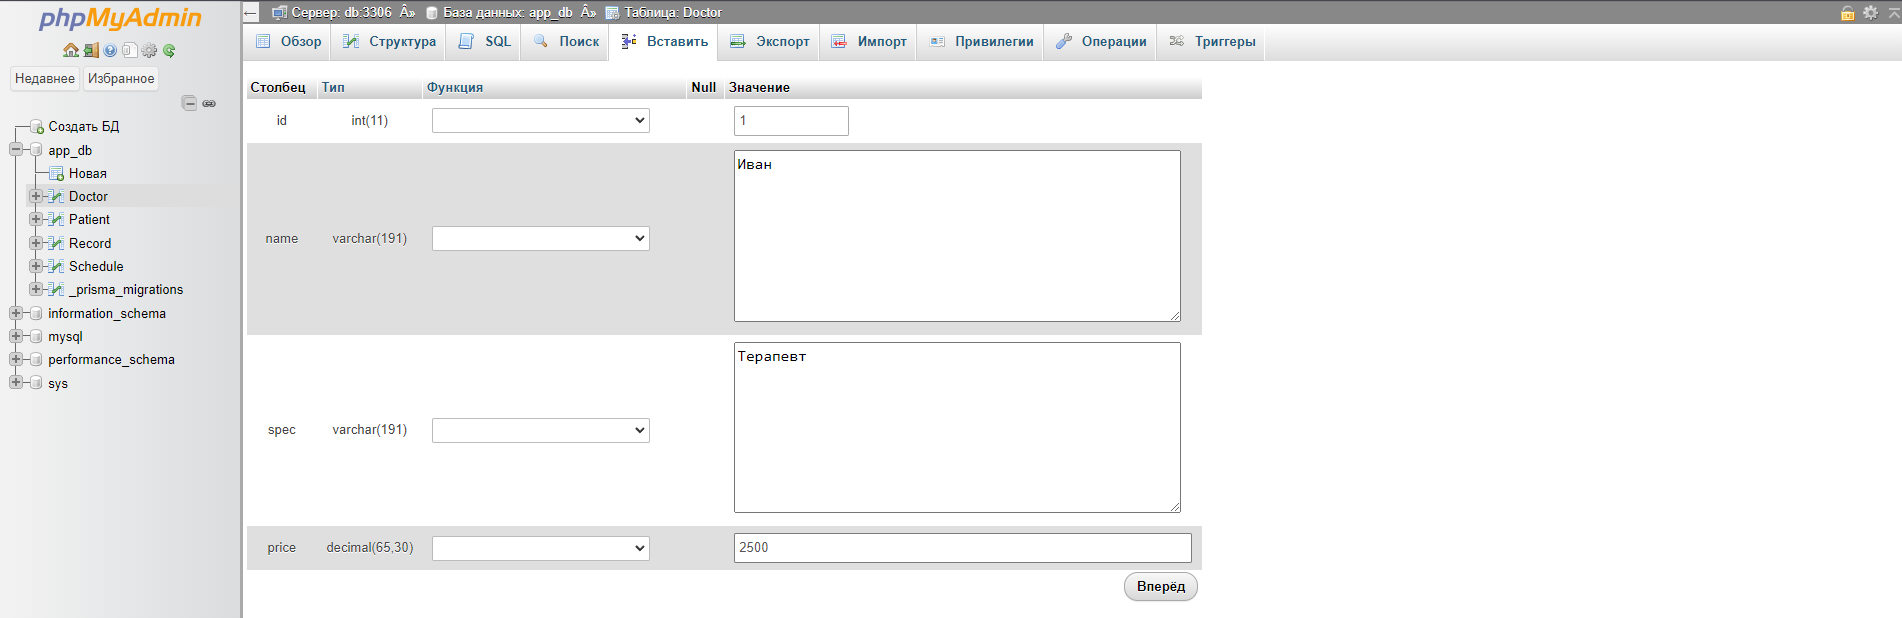 phpMyAdmin
Недавнее Избранное
Создать БД
app_db
Новая
Doctor
Patient
Record
Schedule
_prisma_migrations
information_schema
mysql
performance_schema
sys
Сервер: db:3306 Â» База данных: app_db Â» Таблица: Doctor
Обзор Структура SQL Поиск Вставить Экспорт Импорт Привилегии Операции Триггеры
Столбец Тип Функция Null Значение
id int(11) 1
name varchar(191) Иван
spec varchar(191) Терапевт
price decimal(65,30) 2500
Вперёд